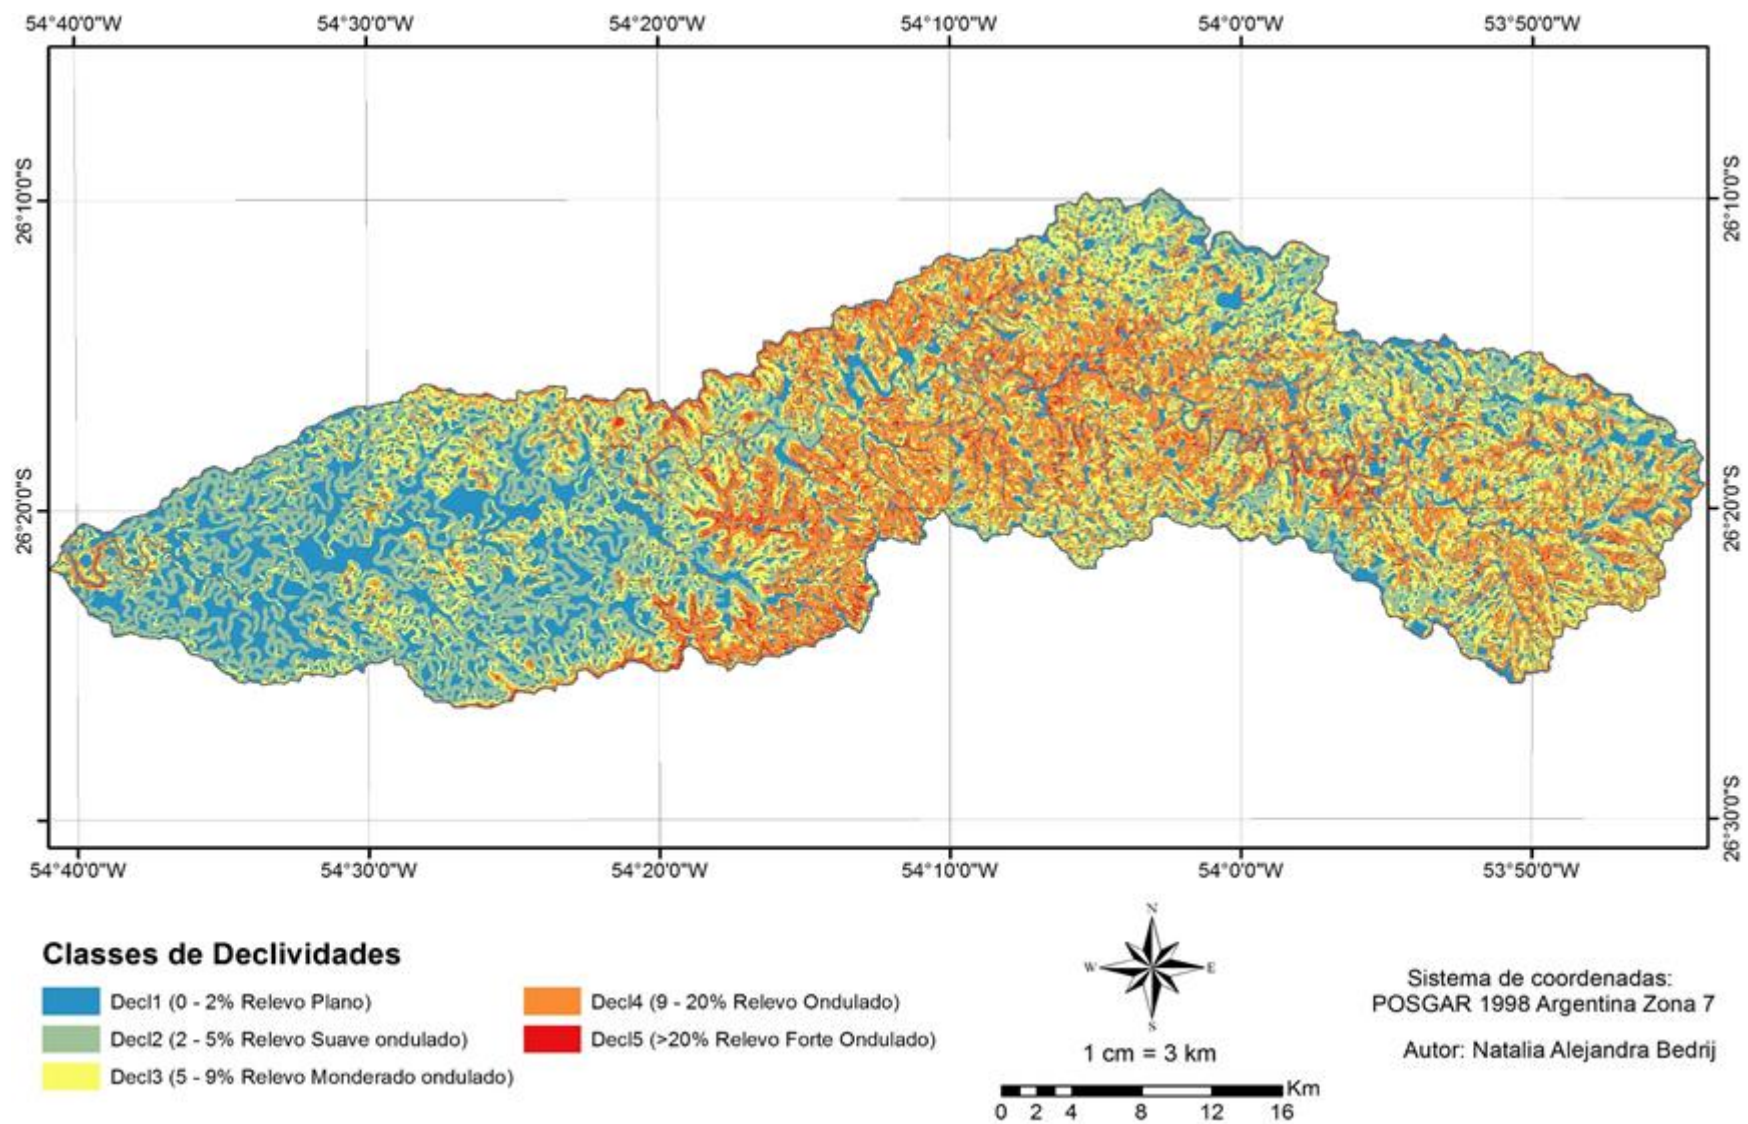 54°40'0"W 54°30'0"W 54°20'0"W 54°10'0"W 54°0'0"W 53°50'0"W
26°10'0"S 26°10'0"S
26°20'0"S 26°20'0"S
26°30'0"S
54°40'0"W 54°30'0"W 54°20'0"W 54°10'0"W 54°0'0"W 53°50'0"W
Classes de Declividades
Decl1 (0 - 2% Relevo Plano)
Decl2 (2 - 5% Relevo Suave ondulado)
Decl3 (5 - 9% Relevo Monderado ondulado)
Decl4 (9 - 20% Relevo Ondulado)
Decl5 (>20% Relevo Forte Ondulado)
N
W E
S
1 cm = 3 km
Km
0 2 4 8 12 16
Sistema de coordenadas:
POSGAR 1998 Argentina Zona 7
Autor: Natalia Alejandra Bedrij